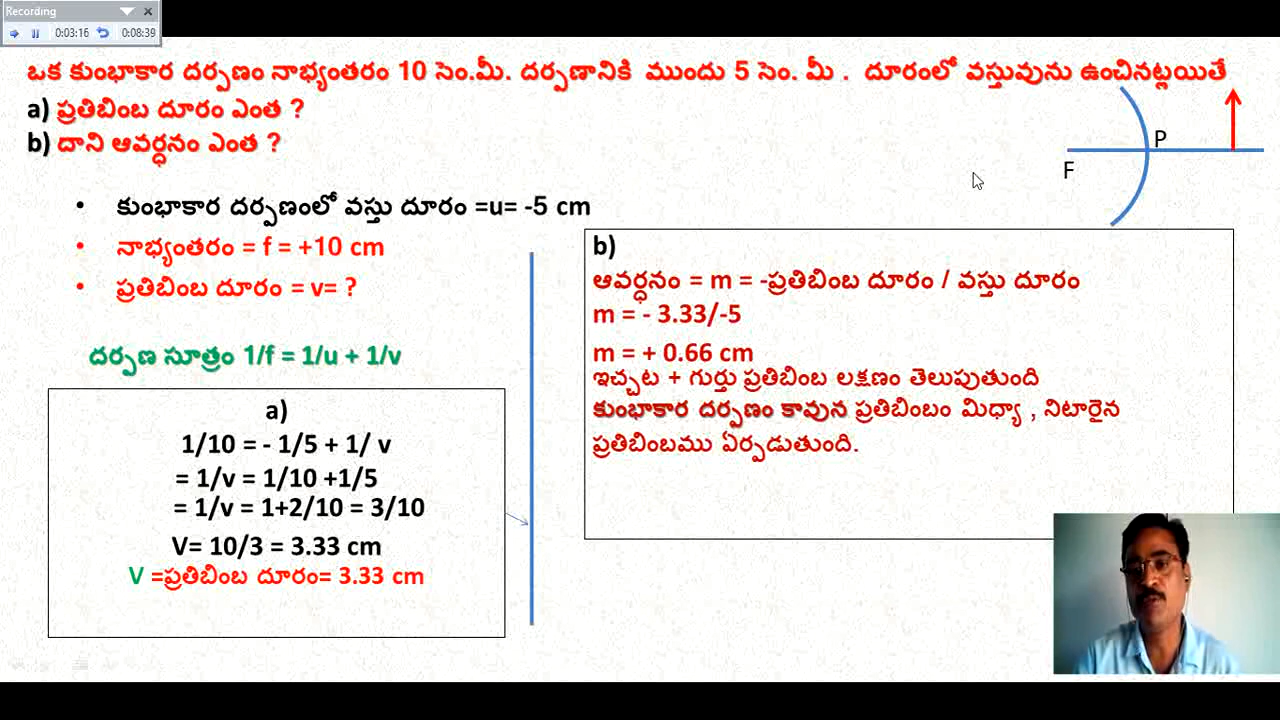 Recording
0:03:16
0:08:39
ఒక కుంభాకార దర్పణం నాభ్యంతరం 10 సెం.మీ. దర్పణానికి ముందు 5 సెం. మీ . దూరంలో వస్తువును ఉంచినట్లయితే
a) ప్రతిబింబ దూరం ఎంత ?
b) దాని ఆవర్ధనం ఎంత ?
P
F
• కుంభాకార దర్పణంలో వస్తు దూరం =u= -5 cm
• నాభ్యంతరం = f = +10 cm
• ప్రతిబింబ దూరం = v= ?
దర్పణ సూత్రం 1/f = 1/u + 1/v
a)
1/10 = - 1/5 + 1/ v
= 1/v = 1/10 +1/5
= 1/v = 1+2/10 = 3/10
V= 10/3 = 3.33 cm
V =ప్రతిబింబ దూరం= 3.33 cm
b)
ఆవర్ధనం = m = -ప్రతిబింబ దూరం / వస్తు దూరం
m = - 3.33/-5
m = + 0.66 cm
ఇచ్చట + గుర్తు ప్రతిబింబ లక్షణం తెలుపుతుంది
కుంభాకార దర్పణం కావున ప్రతిబింబం మిధ్యా , నిటారైన
ప్రతిబింబము ఏర్పడుతుంది.